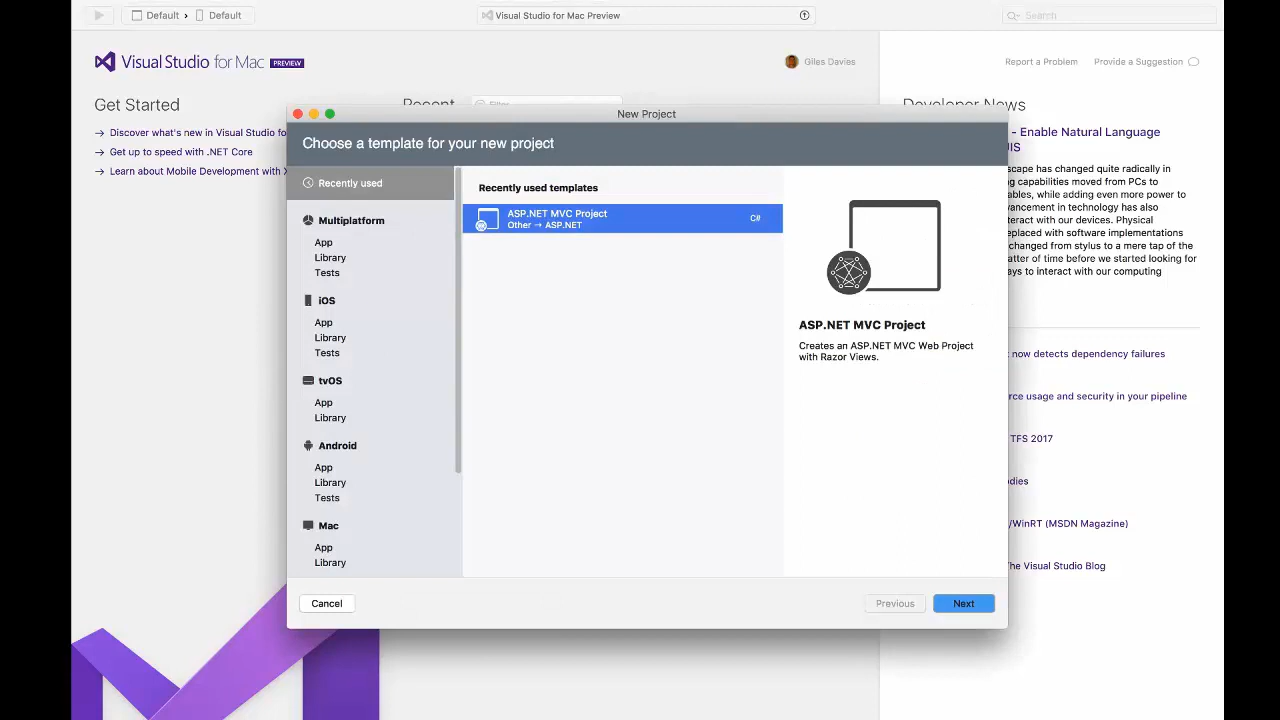 Default › Default
Visual Studio for Mac Preview
Search
Visual Studio for Mac PREVIEW
Giles Davies
Report a Problem
Provide a Suggestion
Get Started
Recent
Filter
Developer News
Discover what's new in Visual Studio fo
Get up to speed with .NET Core
Learn about Mobile Development with X
New Project
Choose a template for your new project
Recently used
Multiplatform
App
Library
Tests
iOS
App
Library
Tests
tvOS
App
Library
Android
App
Library
Tests
Mac
App
Library
Recently used templates
ASP.NET MVC Project
Other → ASP.NET
C#
ASP.NET MVC Project
Creates an ASP.NET MVC Web Project
with Razor Views.
Cancel
Previous
Next
- Enable Natural Language
UIS
scape has changed quite radically in
g capabilities moved from PCs to
ables, while adding even more power to
vancement in technology has also
teract with our devices. Physical
eplaced with software implementations
changed from stylus to a mere tap of the
atter of time before we started looking for
ays to interact with our computing
now detects dependency failures
rce usage and security in your pipeline
TFS 2017
odies
/WinRT (MSDN Magazine)
The Visual Studio Blog